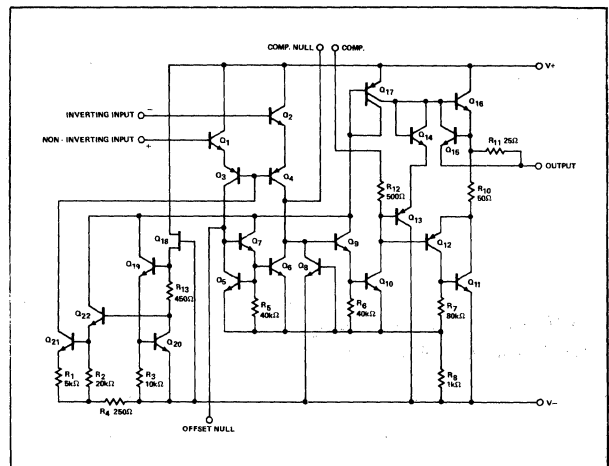 COMP. NULL
COMP.
V+
Q17
Q16
INVERTING INPUT −
Q2
NON - INVERTING INPUT +
Q1
Q14
Q15
R11 25Ω
OUTPUT
Q3
Q4
R12 500Ω
R10 50Ω
Q13
Q18
Q7
Q9
Q12
Q19
R13 450Ω
Q5
Q6
Q8
Q10
Q11
Q22
R5 40kΩ
R6 40kΩ
R7 80kΩ
Q21
Q20
R1 5kΩ
R2 20kΩ
R3 10kΩ
R8 1kΩ
R4 250Ω
V−
OFFSET NULL